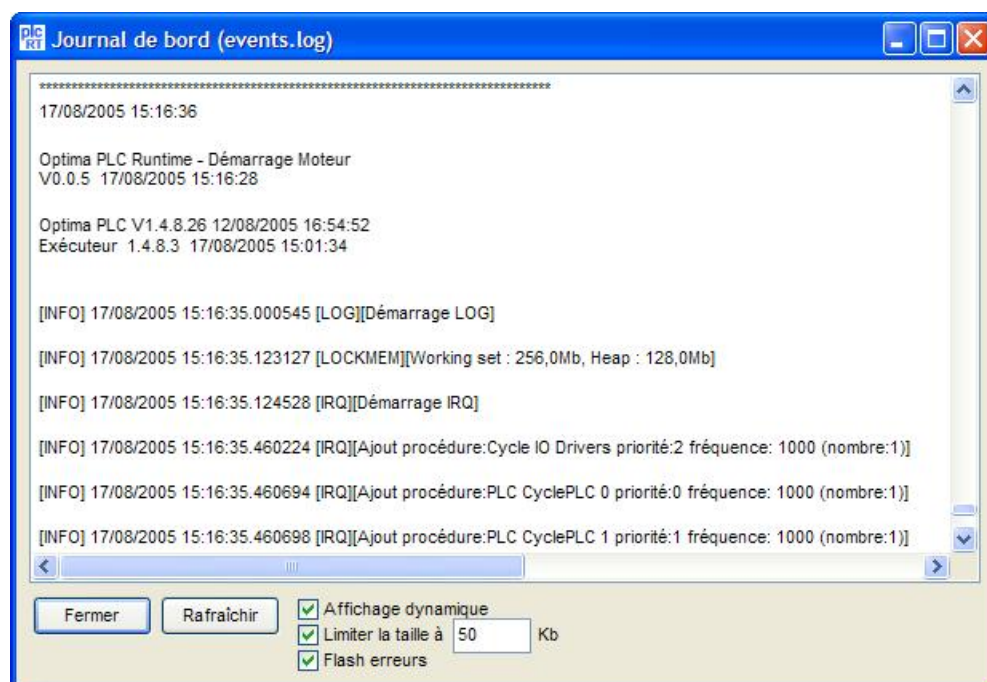 plc
RT
Journal de bord (events.log)
********************************************************************************
17/08/2005 15:16:36
Optima PLC Runtime - Démarrage Moteur
V0.0.5 17/08/2005 15:16:28
Optima PLC V1.4.8.26 12/08/2005 16:54:52
Exécuteur 1.4.8.3 17/08/2005 15:01:34
[INFO] 17/08/2005 15:16:35.000545 [LOG][Démarrage LOG]
[INFO] 17/08/2005 15:16:35.123127 [LOCKMEM][Working set : 256,0Mb, Heap : 128,0Mb]
[INFO] 17/08/2005 15:16:35.124528 [IRQ][Démarrage IRQ]
[INFO] 17/08/2005 15:16:35.460224 [IRQ][Ajout procédure:Cycle IO Drivers priorité:2 fréquence: 1000 (nombre:1)]
[INFO] 17/08/2005 15:16:35.460694 [IRQ][Ajout procédure:PLC CyclePLC 0 priorité:0 fréquence: 1000 (nombre:1)]
[INFO] 17/08/2005 15:16:35.460698 [IRQ][Ajout procédure:PLC CyclePLC 1 priorité:1 fréquence: 1000 (nombre:1)]
Fermer
Rafraîchir
Affichage dynamique
Limiter la taille à 50 Kb
Flash erreurs